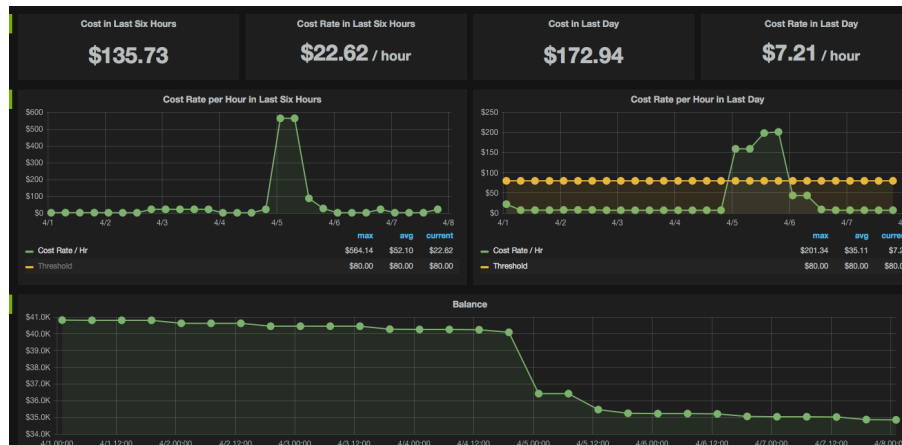 Cost in Last Six Hours
$135.73
Cost Rate in Last Six Hours
$22.62 / hour
Cost in Last Day
$172.94
Cost Rate in Last Day
$7.21 / hour
Cost Rate per Hour in Last Six Hours
$600
$500
$400
$300
$200
$100
$0
4/1 4/3 4/5 4/6 4/7 4/8
max avg current
Cost Rate / Hr $564.14 $52.10 $22.62
Threshold $80.00 $80.00 $80.00
Cost Rate per Hour in Last Day
$250
$200
$150
$100
$50
$0
4/1 4/3 4/5 4/6 4/7
max avg curre
Cost Rate / Hr $201.34 $35.11 $7.2
Threshold $80.00 $80.00 $80.0
Balance
$41.0K
$40.0K
$39.0K
$38.0K
$37.0K
$36.0K
$35.0K
$34.0K
4/1 00:00 4/1 12:00 4/2 00:00 4/2 12:00 4/3 00:00 4/3 12:00 4/4 00:00 4/4 12:00 4/5 00:00 4/5 12:00 4/6 00:00 4/6 12:00 4/7 00:00 4/7 12:00 4/8 00:00